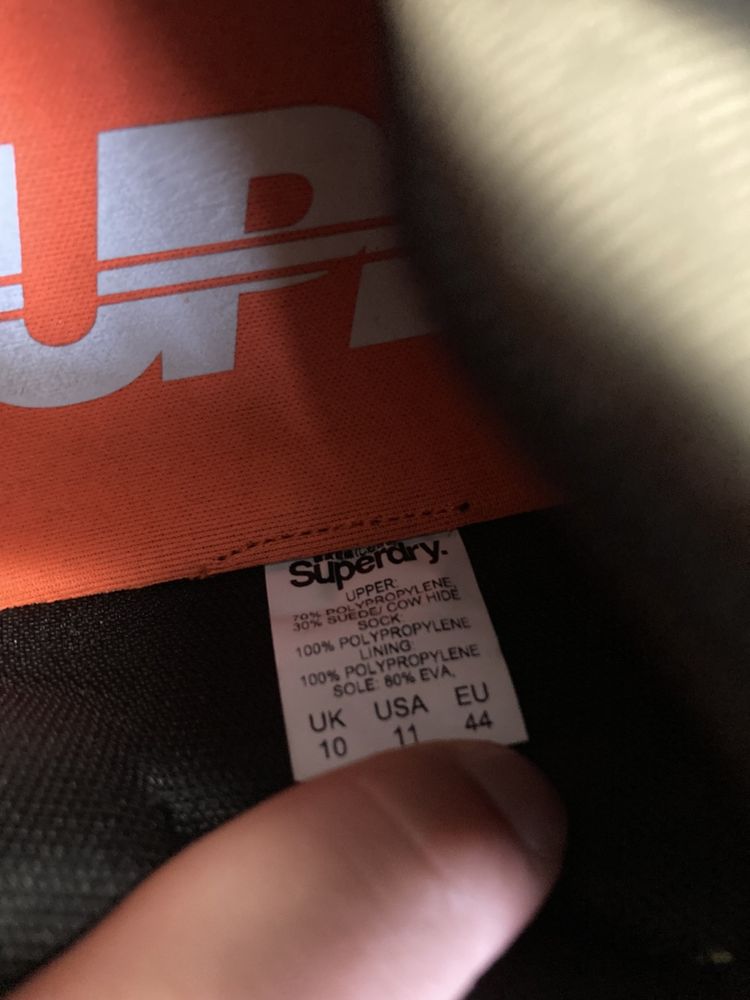 UPE
Superdry.
UPPER:
70% POLYPROPYLENE,
30% SUEDE/ COW HIDE
SOCK:
100% POLYPROPYLENE
LINING:
100% POLYPROPYLENE
SOLE: 80% EVA,
UK USA EU
10 11 44